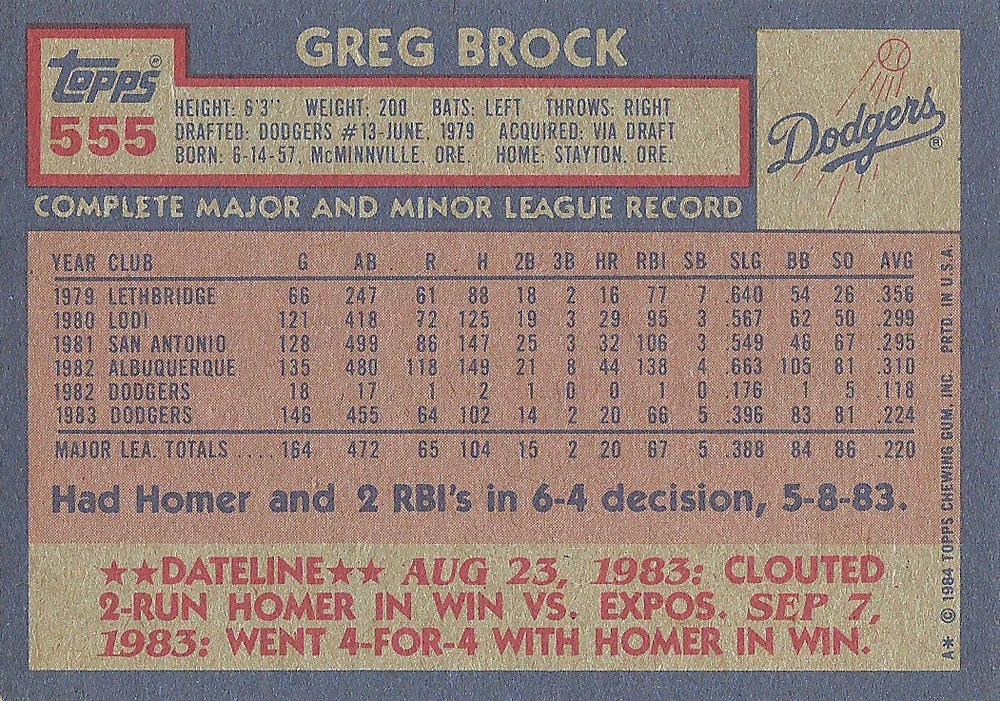 GREG BROCK
Topps®
555
HEIGHT: 6'3" WEIGHT: 200 BATS: LEFT THROWS: RIGHT
DRAFTED: DODGERS #13-JUNE, 1979 ACQUIRED: VIA DRAFT
BORN: 6-14-57, McMINNVILLE, ORE. HOME: STAYTON, ORE.
Dodgers®
COMPLETE MAJOR AND MINOR LEAGUE RECORD
YEAR CLUB G AB R H 2B 3B HR RBI SB SLG BB SO AVG
1979 LETHBRIDGE 66 247 61 88 18 2 16 77 7 .640 54 26 .356
1980 LODI 121 418 72 125 19 3 29 95 3 .567 62 50 .299
1981 SAN ANTONIO 128 499 86 147 25 3 32 106 3 .549 46 67 .295
1982 ALBUQUERQUE 135 480 118 149 21 8 44 138 4 .663 105 81 .310
1982 DODGERS 18 17 1 2 1 0 0 1 0 .176 1 5 .118
1983 DODGERS 146 455 64 102 14 2 20 66 5 .396 83 81 .224
MAJOR LEA. TOTALS ... 164 472 65 104 15 2 20 67 5 .388 84 86 .220
Had Homer and 2 RBI's in 6-4 decision, 5-8-83.
★★DATELINE★★ AUG 23, 1983: CLOUTED
2-RUN HOMER IN WIN VS. EXPOS. SEP 7,
1983: WENT 4-FOR-4 WITH HOMER IN WIN.
A* © 1984 TOPPS CHEWING GUM, INC. PRTD. IN U.S.A.